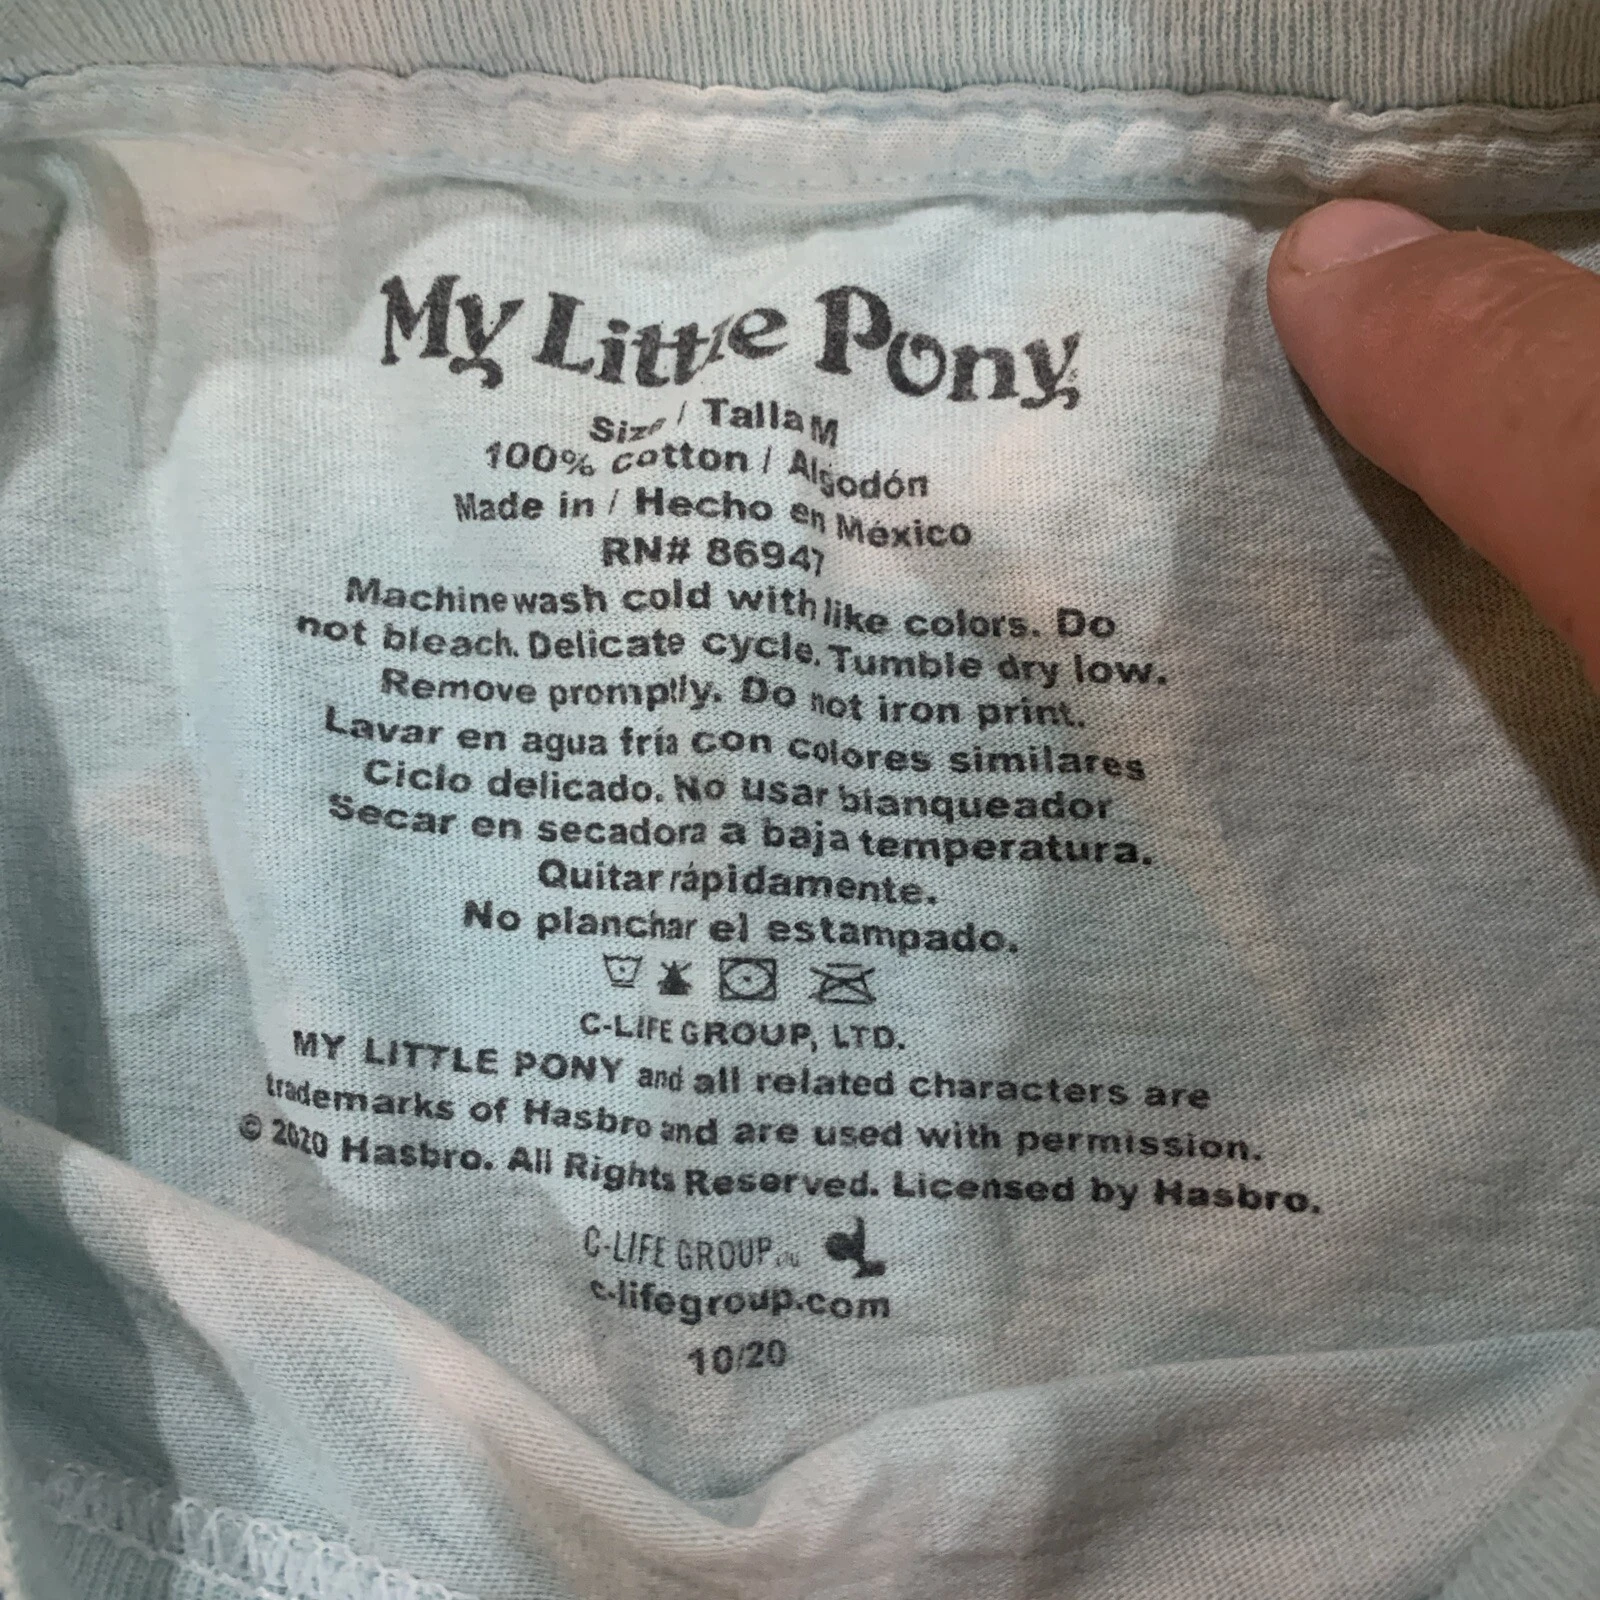 My Little Pony
Size / Talla M
100% cotton / Algodón
Made in / Hecho en México
RN# 86947
Machine wash cold with like colors. Do
not bleach. Delicate cycle. Tumble dry low.
Remove promptly. Do not iron print.
Lavar en agua fría con colores similares
Ciclo delicado. No usar blanqueador
Secar en secadora a baja temperatura.
Quitar rápidamente.
No planchar el estampado.
C-LIFE GROUP, LTD.
MY LITTLE PONY and all related characters are
trademarks of Hasbro and are used with permission.
© 2020 Hasbro. All Rights Reserved. Licensed by Hasbro.
C-LIFE GROUP,
c-lifegroup.com
10/20